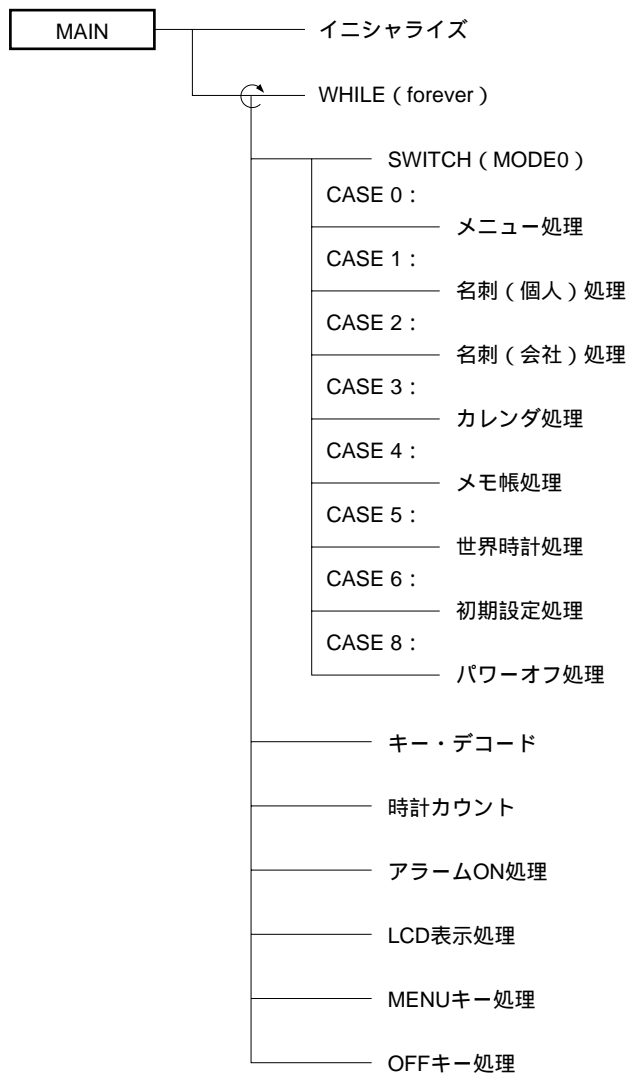 MAIN
イニシャライズ
WHILE（forever）
SWITCH（MODE0）
CASE 0：
メニュー処理
CASE 1：
名刺（個人）処理
CASE 2：
名刺（会社）処理
CASE 3：
カレンダ処理
CASE 4：
メモ帳処理
CASE 5：
世界時計処理
CASE 6：
初期設定処理
CASE 8：
パワーオフ処理
キー・デコード
時計カウント
アラームON処理
LCD表示処理
MENUキー処理
OFFキー処理